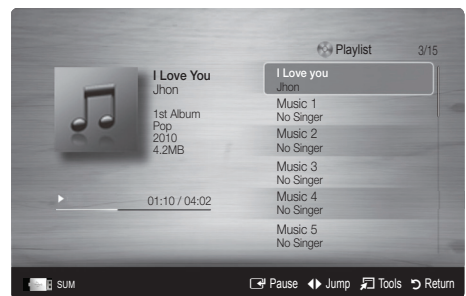 Playlist 3/15
I Love You
Jhon
1st Album
Pop
2010
4.2MB
01:10 / 04:02
I Love you
Jhon
Music 1
No Singer
Music 2
No Singer
Music 3
No Singer
Music 4
No Singer
Music 5
No Singer
SUM Pause Jump Tools Return